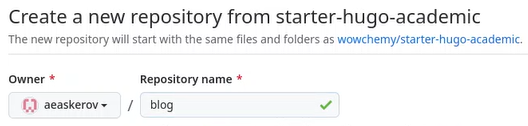 Create a new repository from starter-hugo-academic
The new repository will start with the same files and folders as wowchemy/starter-hugo-academic.
Owner * Repository name *
aeaskerov / blog